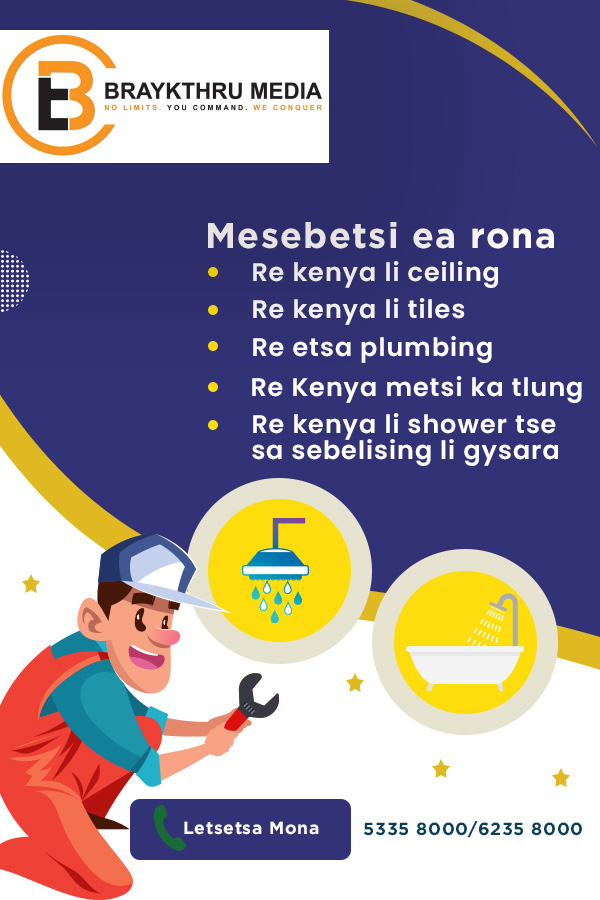 BRAYKTHRU MEDIA
NO LIMITS. YOU COMMAND. WE CONQUER
Mesebetsi ea rona
Re kenya li ceiling
Re kenya li tiles
Re etsa plumbing
Re Kenya metsi ka tlung
Re kenya li shower tse
sa sebelising li gysara
Letsetsa Mona
5335 8000/6235 8000